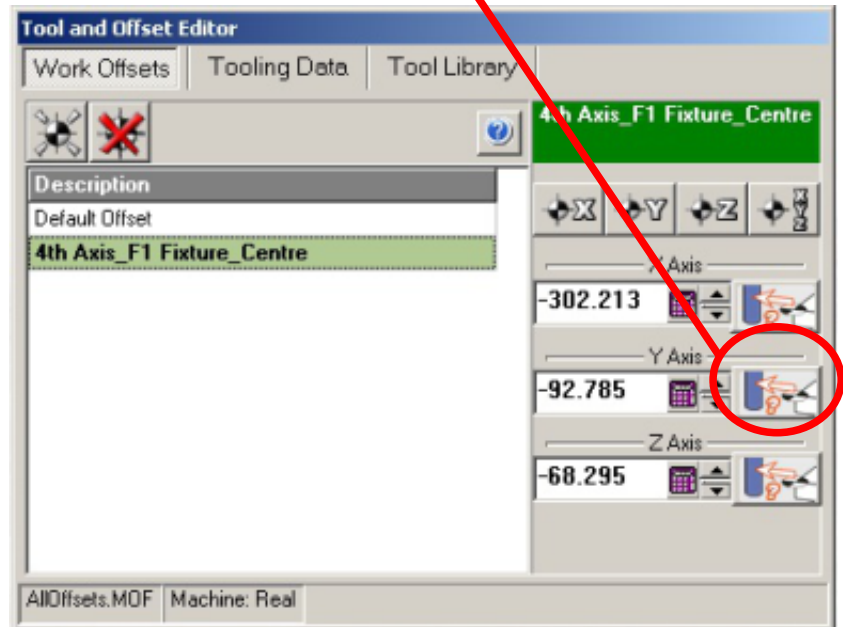 Tool and Offset Editor
Work Offsets Tooling Data Tool Library
4th Axis_F1 Fixture_Centre
Description
Default Offset
4th Axis_F1 Fixture_Centre
X Y Z XYZ
X Axis
-302.213
Y Axis
-92.785
Z Axis
-68.295
AllOffsets.MOF Machine: Real